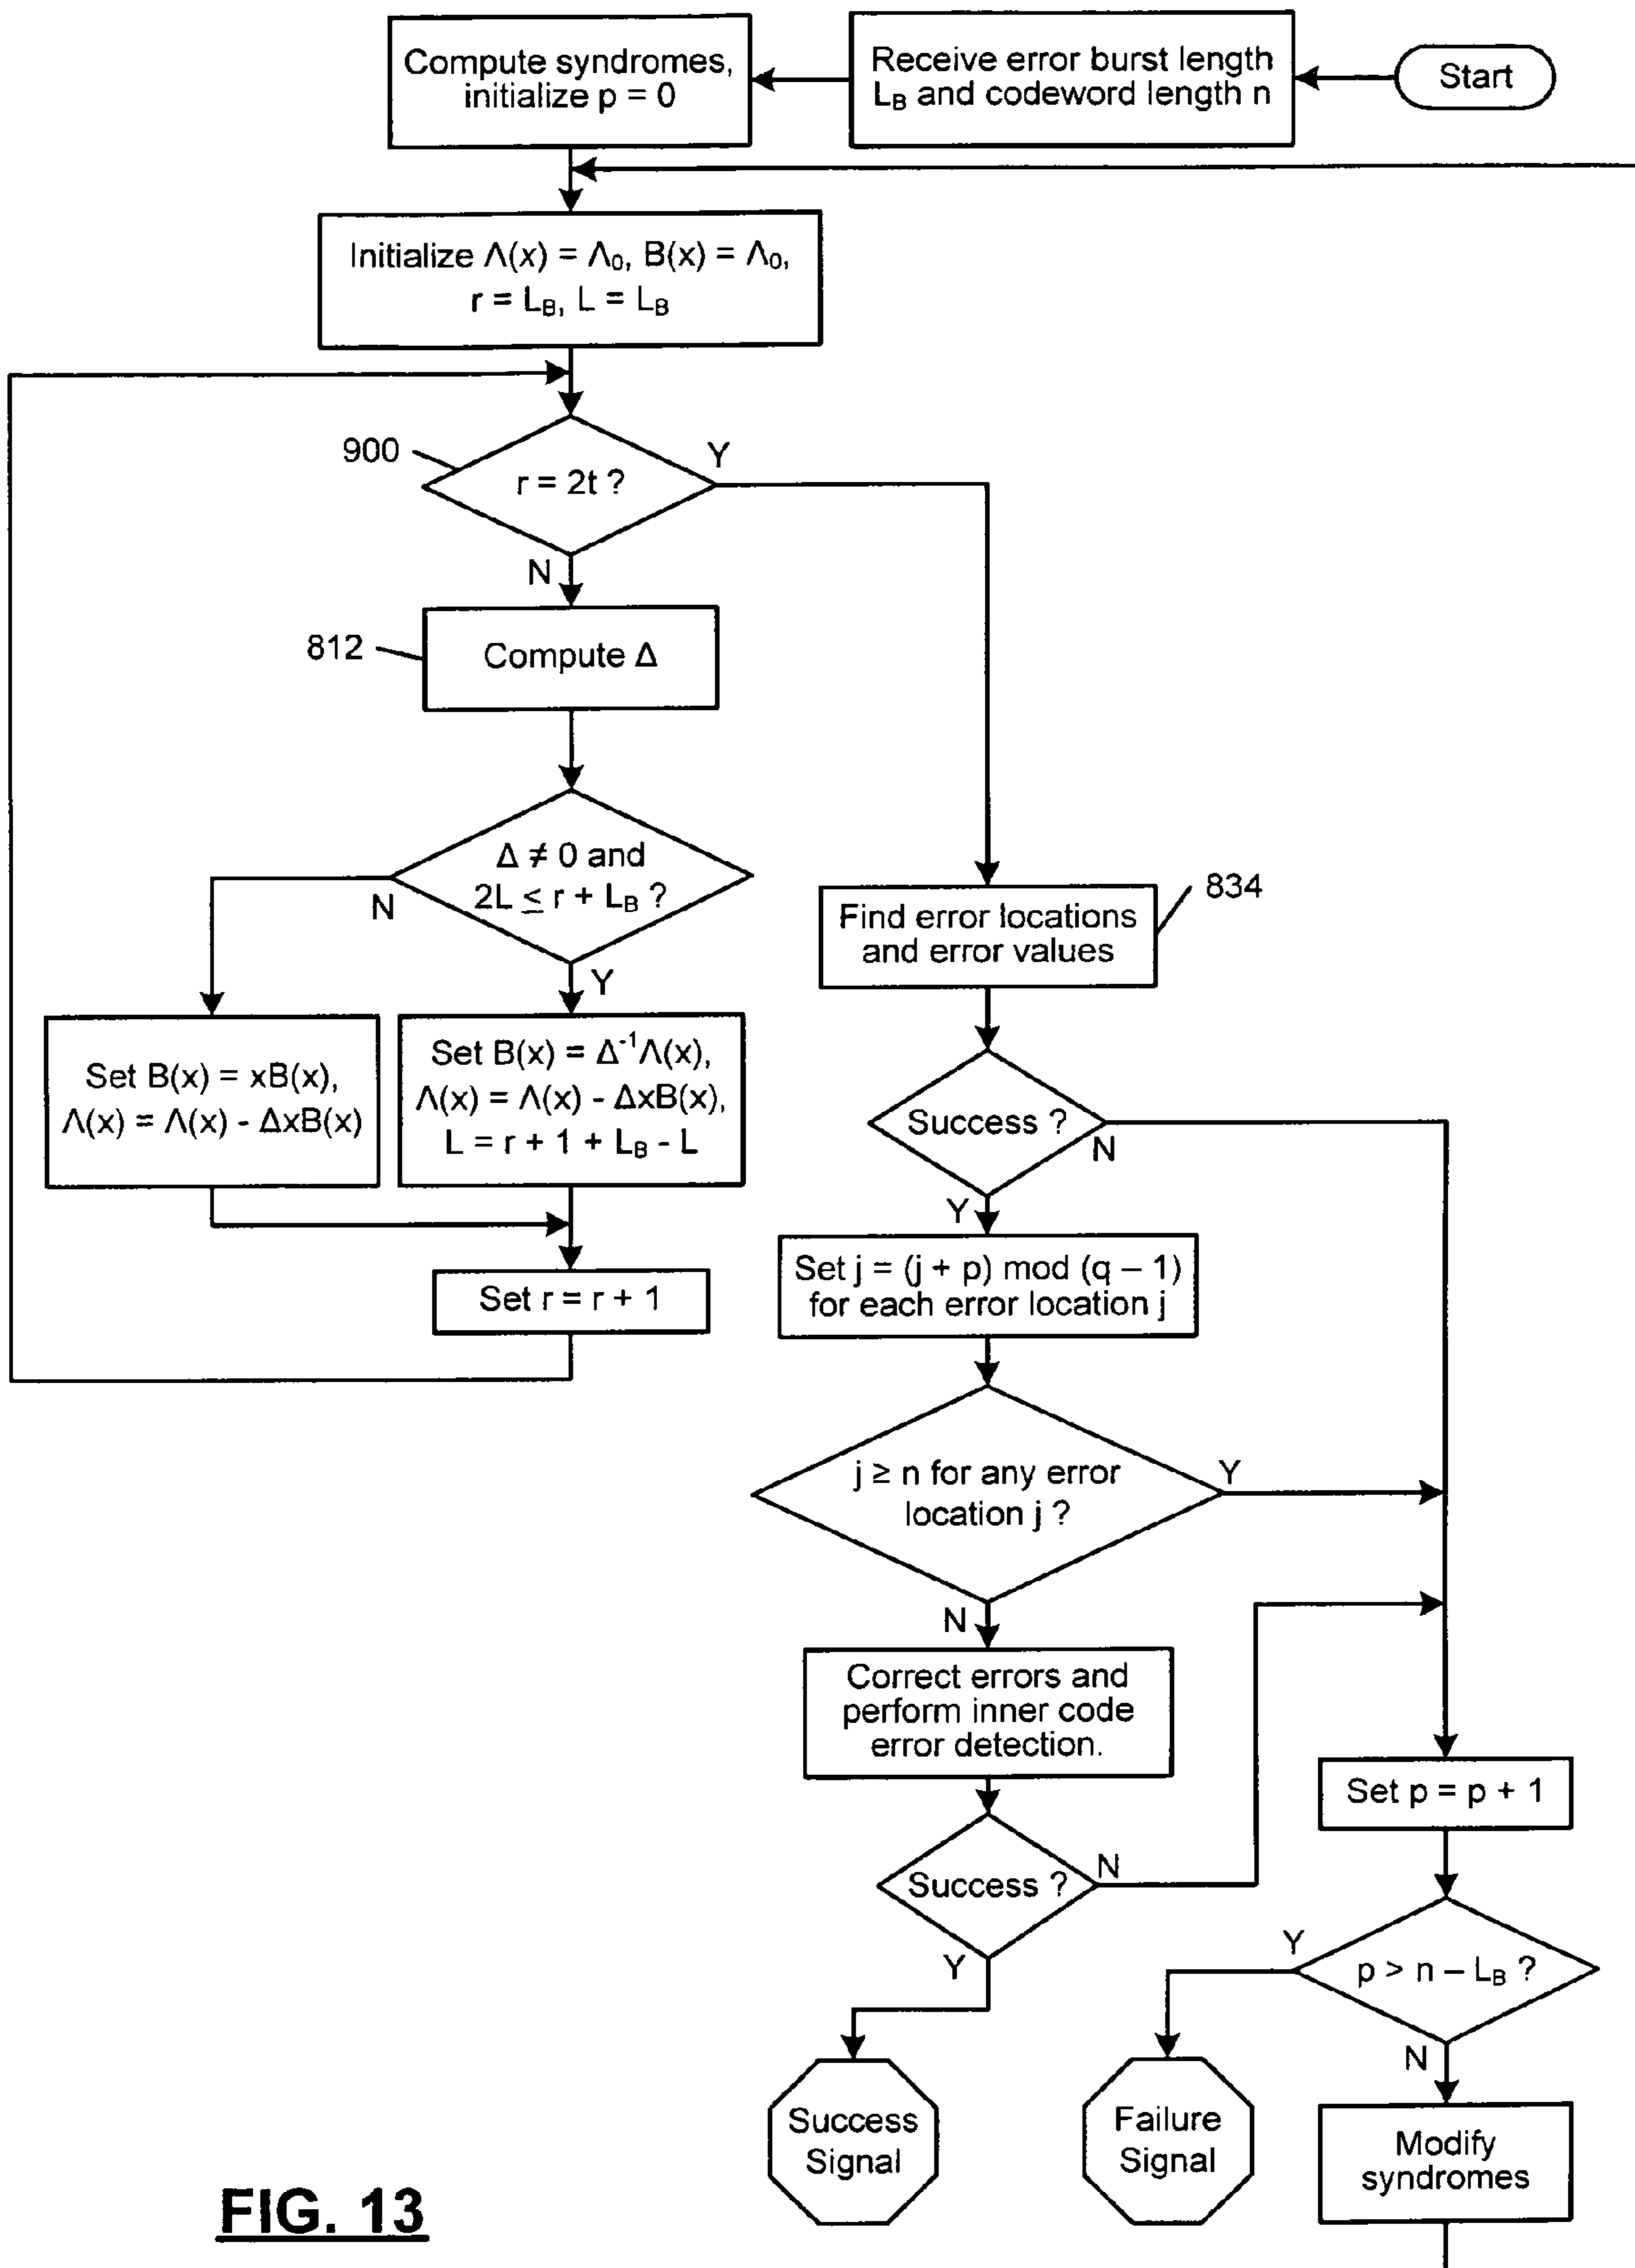 Start
Receive error burst length
L_B and codeword length n
Compute syndromes,
initialize p = 0
Initialize Λ(x) = Λ₀, B(x) = Λ₀,
r = L_B, L = L_B
900
r = 2t ?
Y
N
812
Compute Δ
Δ ≠ 0 and
2L ≤ r + L_B ?
N
Y
Set B(x) = xB(x),
Λ(x) = Λ(x) - ΔxB(x)
Set B(x) = Δ⁻¹Λ(x),
Λ(x) = Λ(x) - ΔxB(x),
L = r + 1 + L_B - L
Set r = r + 1
834
Find error locations
and error values
Success ?
N
Y
Set j = (j + p) mod (q – 1)
for each error location j
j ≥ n for any error
location j ?
Y
N
Correct errors and
perform inner code
error detection.
Success ?
N
Y
Success
Signal
Set p = p + 1
p > n – L_B ?
Y
N
Failure
Signal
Modify
syndromes
FIG. 13